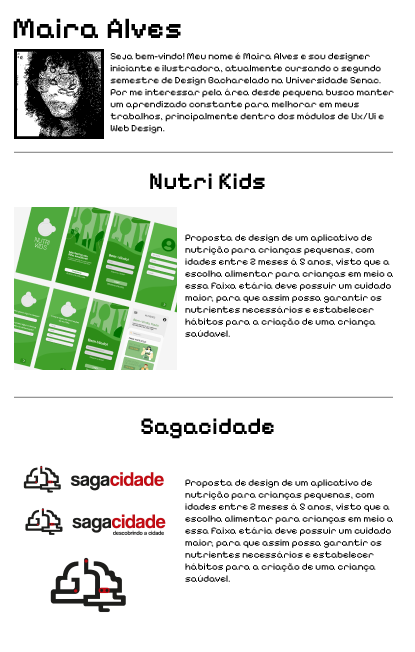 Maira Alves
Seja bem-vindo! Meu nome é Maira Alves e sou designer
iniciante e ilustradora, atualmente cursando o segundo
semestre de Design Bacharelado na Universidade Senac.
Por me interessar pela área desde pequena busco manter
um aprendizado constante para melhorar em meus
trabalhos, principalmente dentro dos módulos de Ux/Ui e
Web Design.
Nutri Kids
NUTRI
KIDS
Proposta de design de um aplicativo de
nutrição para crianças pequenas, com
idades entre 2 meses à 8 anos, visto que a
escolha alimentar para crianças em meio a
essa faixa etária deve possuir um cuidado
maior, para que assim possa garantir os
nutrientes necessários e estabelecer
hábitos para a criação de uma criança
saúdavel.
Sagacidade
sagacidade
sagacidade
descobrindo a cidade
Proposta de design de um aplicativo de
nutrição para crianças pequenas, com
idades entre 2 meses à 8 anos, visto que a
escolha alimentar para crianças em meio a
essa faixa etária deve possuir um cuidado
maior, para que assim possa garantir os
nutrientes necessários e estabelecer
hábitos para a criação de uma criança
saúdavel.